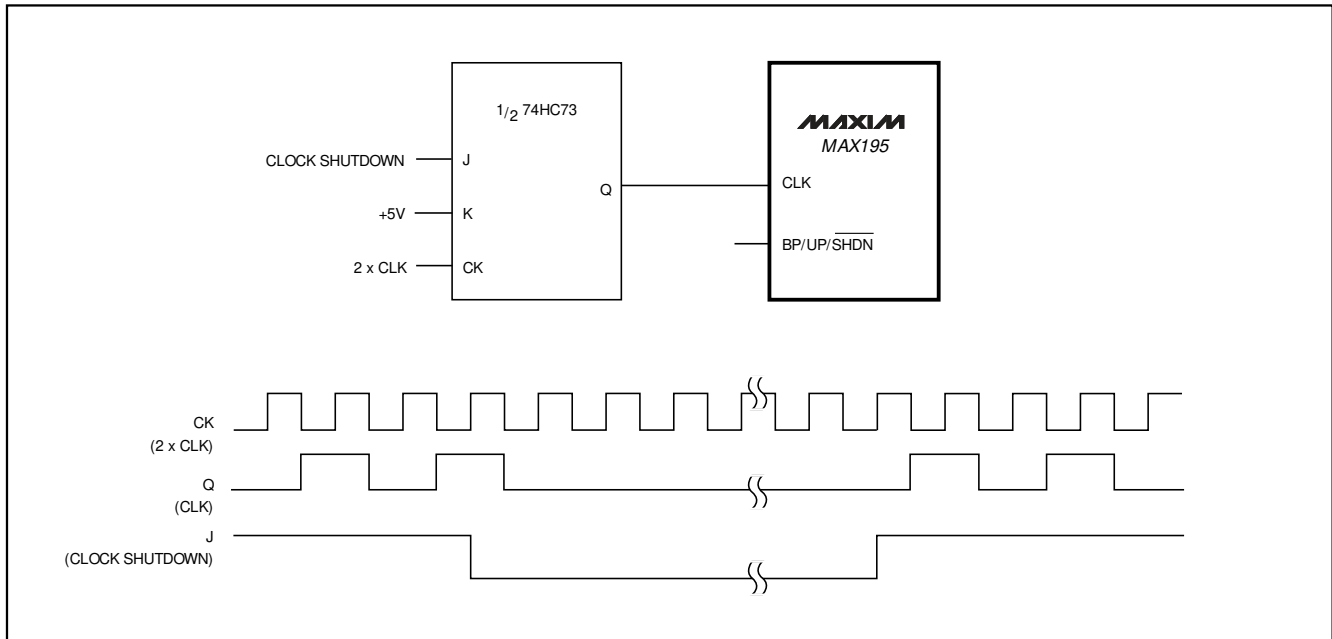 1/2 74HC73
CLOCK SHUTDOWN
J
Q
+5V
K
2 x CLK
CK
MAXIM
MAX195
CLK
BP/UP/SHDN
CK
(2 x CLK)
Q
(CLK)
J
(CLOCK SHUTDOWN)